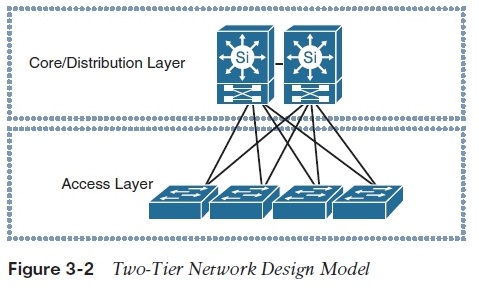 Core/Distribution Layer
Si
Si
Access Layer
Figure 3-2 Two-Tier Network Design Model